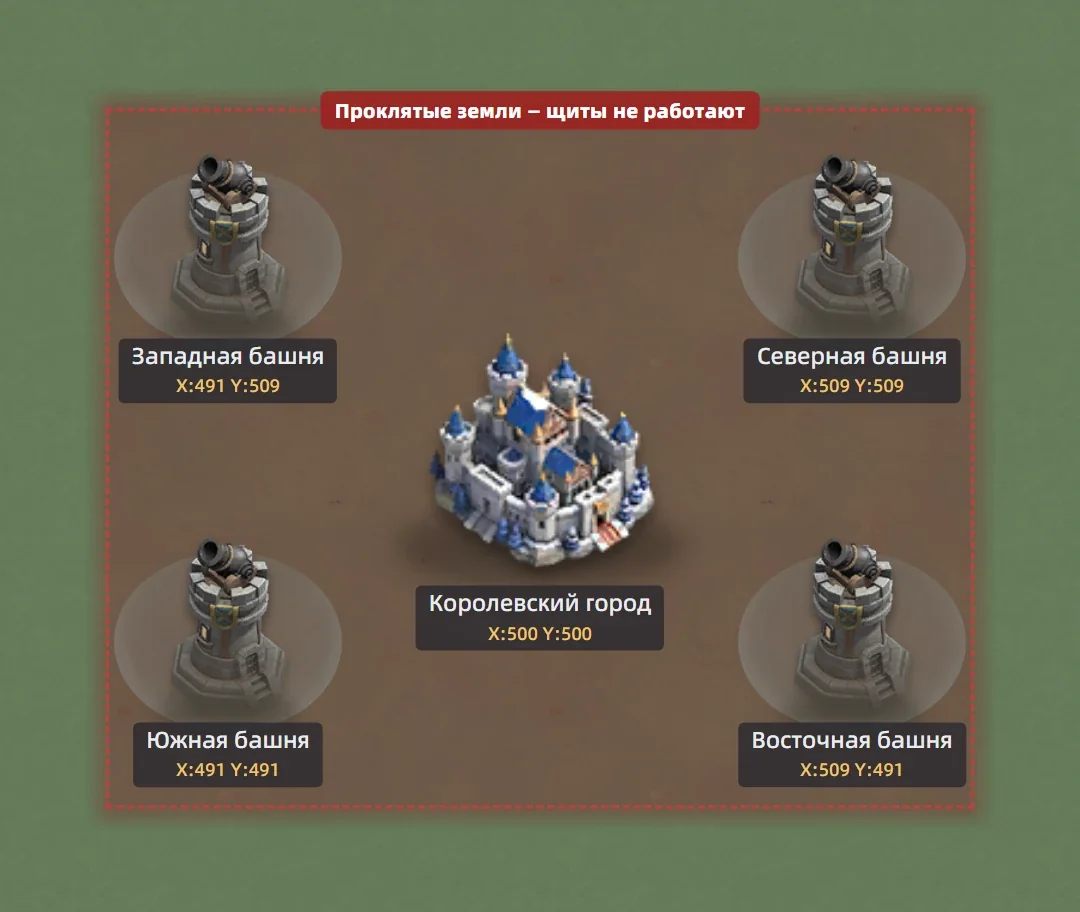 Проклятые земли – щиты не работают
Западная башня
X:491 Y:509
Северная башня
X:509 Y:509
Королевский город
X:500 Y:500
Южная башня
X:491 Y:491
Восточная башня
X:509 Y:491